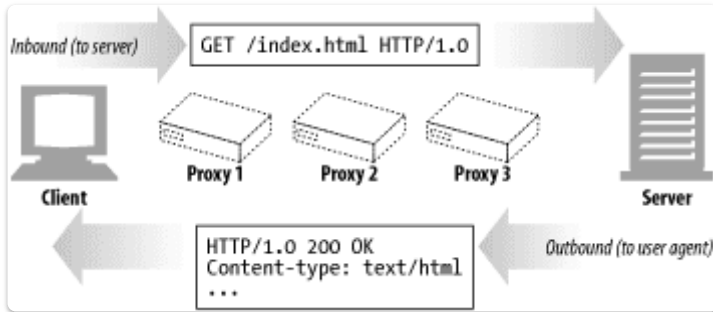 Inbound (to server)
GET /index.html HTTP/1.0
Proxy 1
Proxy 2
Proxy 3
Client
Server
HTTP/1.0 200 OK
Content-type: text/html
...
Outbound (to user agent)